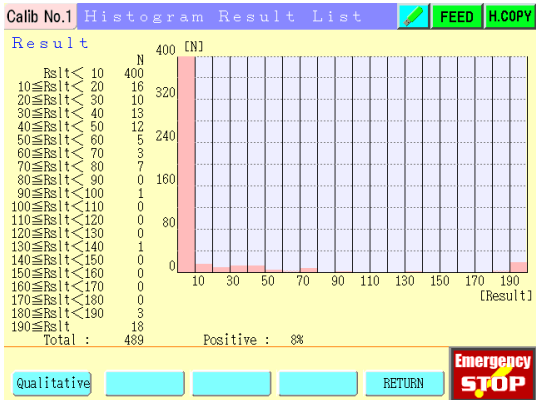 Calib No.1 Histogram Result List FEED H.COPY
Result
400 [N]
N
Rslt< 10 400
10≦Rslt< 20 16
20≦Rslt< 30 10
30≦Rslt< 40 13
40≦Rslt< 50 12
50≦Rslt< 60 5
60≦Rslt< 70 3
70≦Rslt< 80 7
80≦Rslt< 90 0
90≦Rslt<100 1
100≦Rslt<110 0
110≦Rslt<120 0
120≦Rslt<130 0
130≦Rslt<140 1
140≦Rslt<150 0
150≦Rslt<160 0
160≦Rslt<170 0
170≦Rslt<180 0
180≦Rslt<190 3
190≦Rslt 18
Total : 489 Positive : 8%
320
240
160
80
0
10 30 50 70 90 110 130 150 170 190
[Result]
Qualitative RETURN
Emergency
STOP